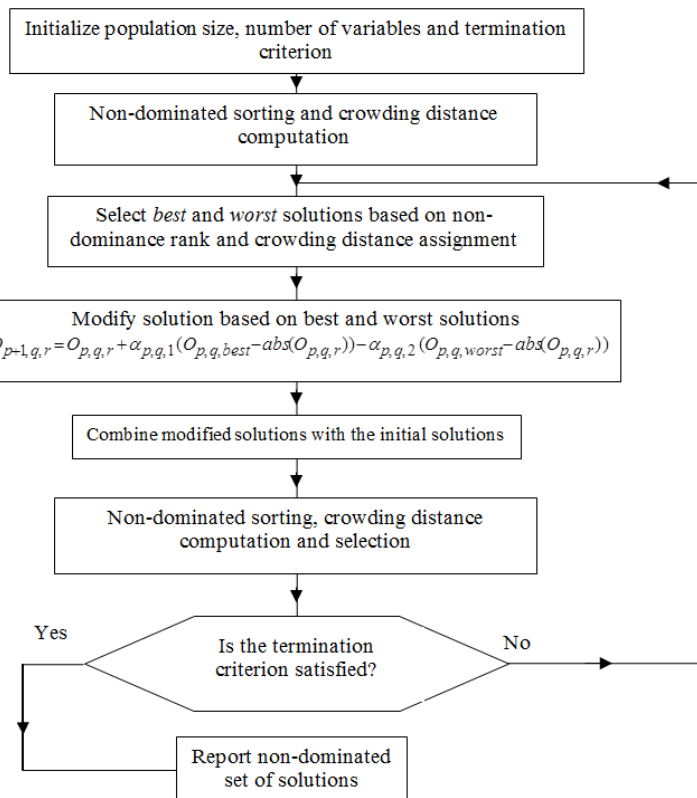 Initialize population size, number of variables and termination
criterion
Non-dominated sorting and crowding distance
computation
Select best and worst solutions based on non-
dominance rank and crowding distance assignment
Modify solution based on best and worst solutions
p+1,q,r=Op,q,r+αp,q,1(Op,q,best-abs(Op,q,r))-αp,q,2(Op,q,worst-abs(Op,q,r))
Combine modified solutions with the initial solutions
Non-dominated sorting, crowding distance
computation and selection
Yes
Is the termination
criterion satisfied?
No
Report non-dominated
set of solutions